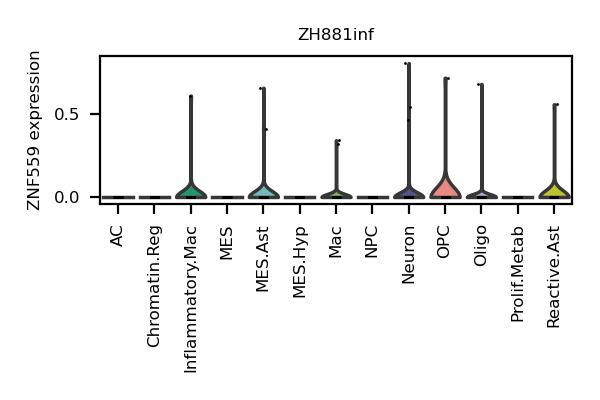 ZH881inf
ZNF559 expression
0.5
0.0
AC
Chromatin.Reg
Inflammatory.Mac
MES
MES.Ast
MES.Hyp
Mac
NPC
Neuron
OPC
Oligo
Prolif.Metab
Reactive.Ast